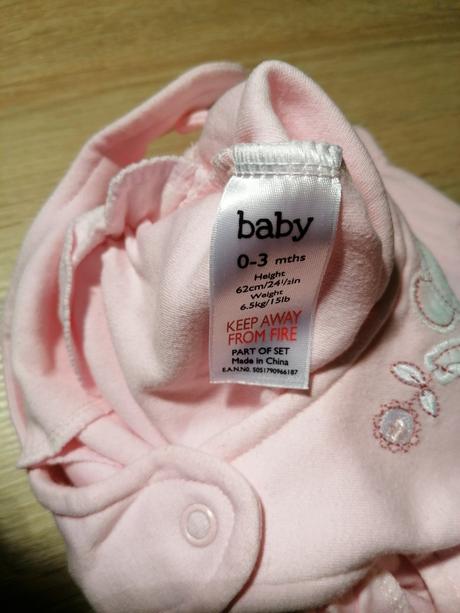 baby
0-3 mths
Height
62cm/24½in
Weight
6.5kg/15lb
KEEP AWAY
FROM FIRE
PART OF SET
Made in China
E.A.N.N0. 5051790966187